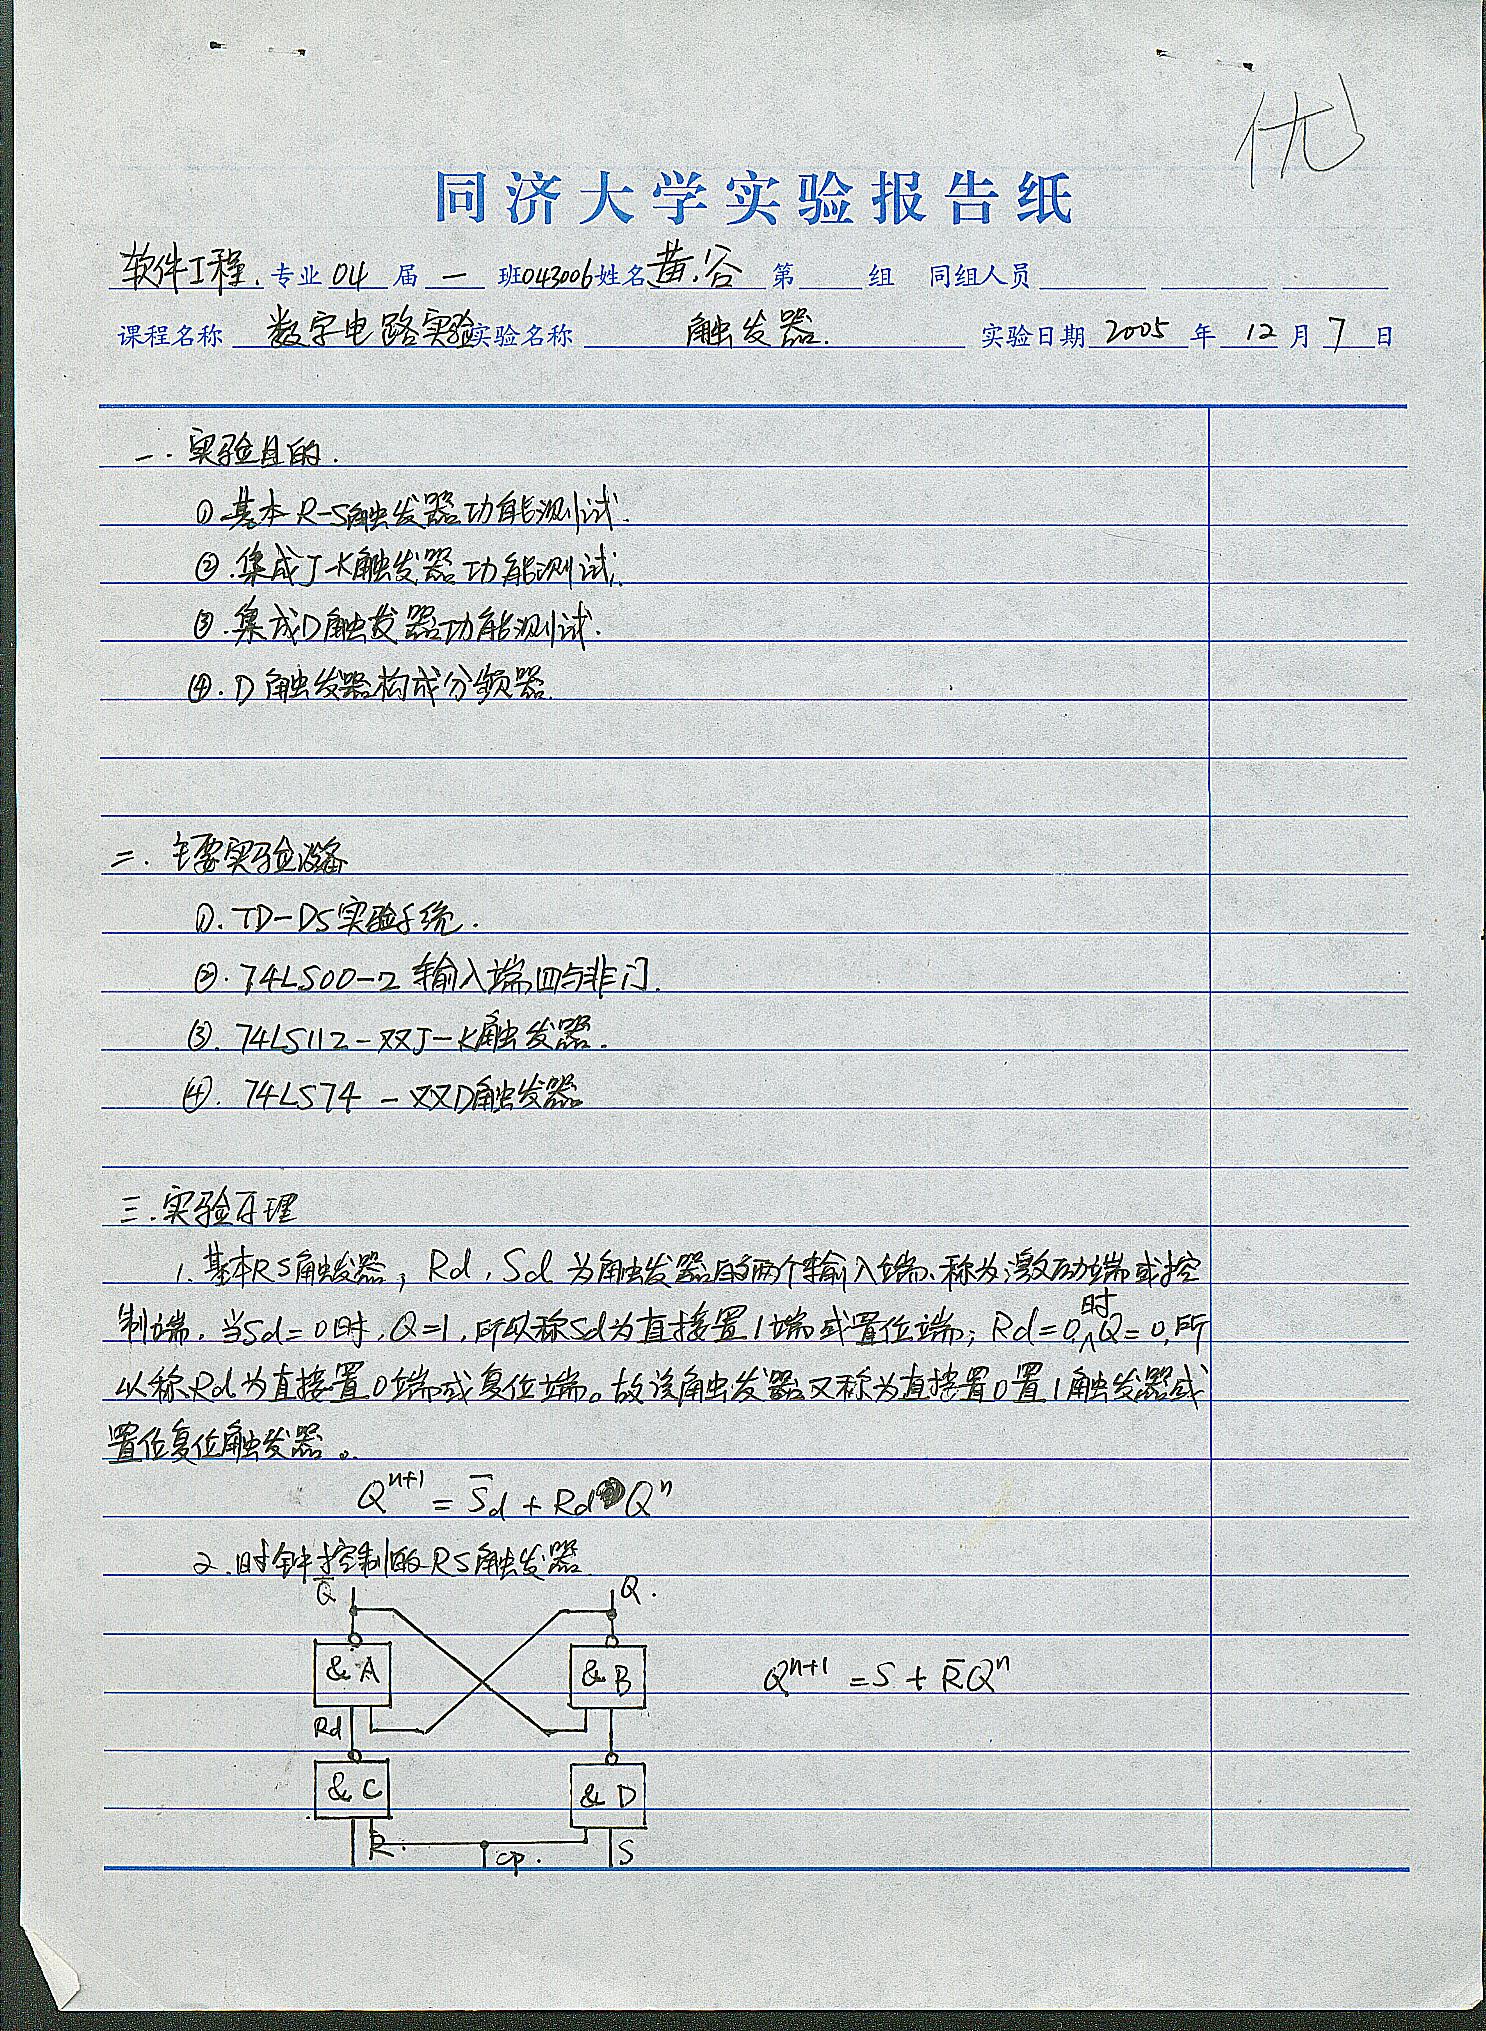 优
同济大学实验报告纸
软件工程. 专业 04 届 一 班 043006 姓名 黄谷 第 组 同组人员
课程名称 数字电路实验 实验名称 触发器. 实验日期 2005 年 12 月 7 日
一. 实验目的.
①.基本R-S触发器功能测试.
②.集成J-K触发器功能测试.
③.集成D触发器功能测试.
④.D触发器构成分频器.
二. 主要实验设备
①.TD-DS实验系统.
②.74LS00-2输入端四与非门.
③.74LS112-双J-K触发器.
④.74LS74-双D触发器
三.实验原理
1.基本RS触发器,Rd,Sd为触发器的两个输入端、称为激励端或控
制端.当Sd=0时,Q=1,所以称Sd为直接置1端或置位端;Rd=0,时Q=0,所
以称Rd为直接置0端或复位端。故该触发器又称为直接置0置1触发器或
置位复位触发器。
Qⁿ⁺¹ = S̅d + Rd Qⁿ
2.时钟控制的RS触发器.
Q̅ Q.
&A &B Qⁿ⁺¹ = S + R̅Qⁿ
Rd
&C &D
R. cp. S